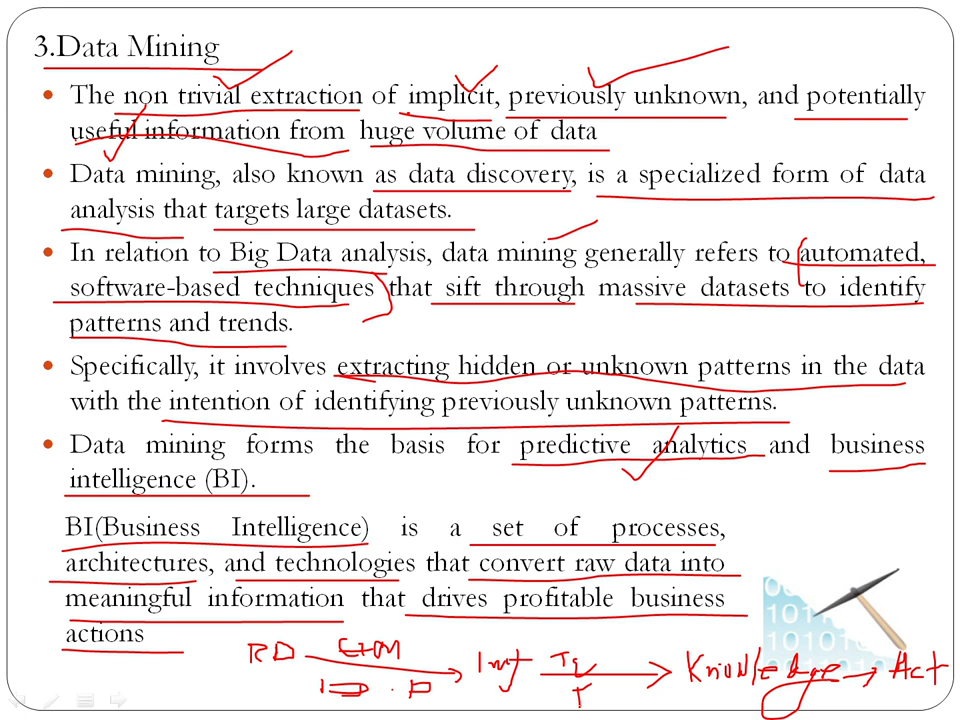 3.Data Mining
• The non trivial extraction of implicit, previously unknown, and potentially
useful information from huge volume of data
• Data mining, also known as data discovery, is a specialized form of data
analysis that targets large datasets.
• In relation to Big Data analysis, data mining generally refers to automated,
software-based techniques that sift through massive datasets to identify
patterns and trends.
• Specifically, it involves extracting hidden or unknown patterns in the data
with the intention of identifying previously unknown patterns.
• Data mining forms the basis for predictive analytics and business
intelligence (BI).
BI(Business Intelligence) is a set of processes,
architectures, and technologies that convert raw data into
meaningful information that drives profitable business
actions
RD Inf T Knowledge Act